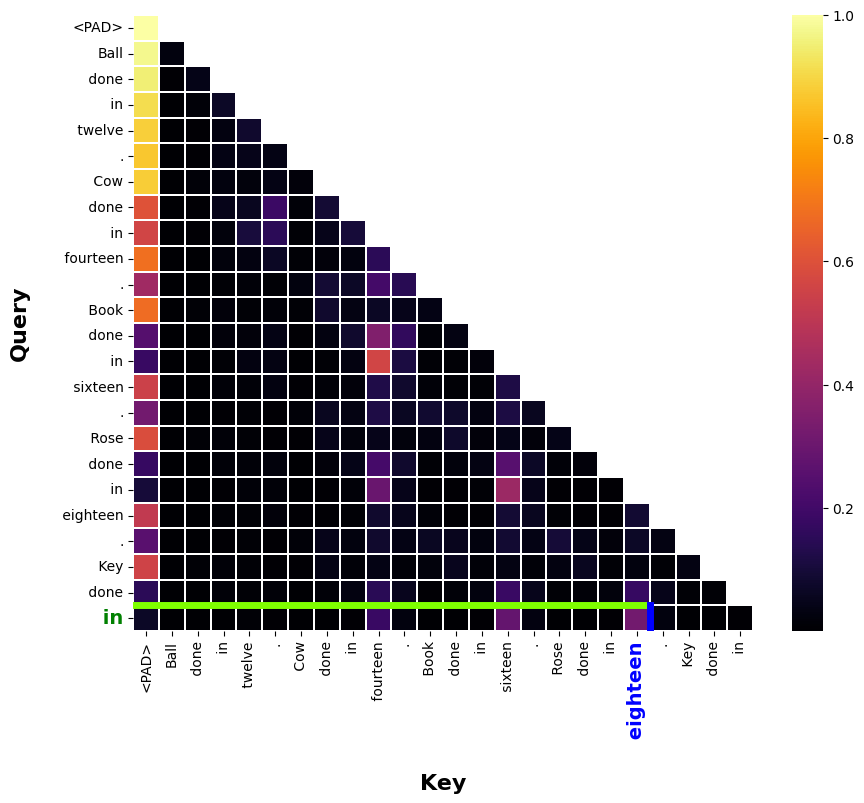 <PAD>
Ball
done
in
twelve
.
Cow
done
in
fourteen
.
Book
done
in
sixteen
.
Rose
done
in
eighteen
.
Key
done
in
Query
<PAD>
Ball
done
in
twelve
.
Cow
done
in
fourteen
.
Book
done
in
sixteen
.
Rose
done
in
eighteen
.
Key
done
in
Key
1.0
0.8
0.6
0.4
0.2